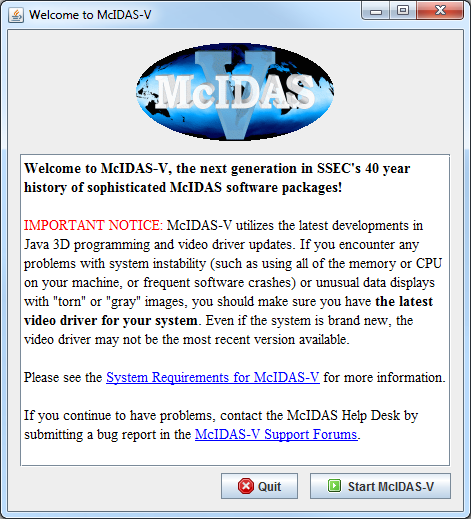 Welcome to McIDAS-V
V
McIDAS
Welcome to McIDAS-V, the next generation in SSEC's 40 year
history of sophisticated McIDAS software packages!
IMPORTANT NOTICE: McIDAS-V utilizes the latest developments in
Java 3D programming and video driver updates. If you encounter any
problems with system instability (such as using all of the memory or CPU
on your machine, or frequent software crashes) or unusual data displays
with "torn" or "gray" images, you should make sure you have the latest
video driver for your system. Even if the system is brand new, the
video driver may not be the most recent version available.
Please see the System Requirements for McIDAS-V for more information.
If you continue to have problems, contact the McIDAS Help Desk by
submitting a bug report in the McIDAS-V Support Forums.
Quit
Start McIDAS-V